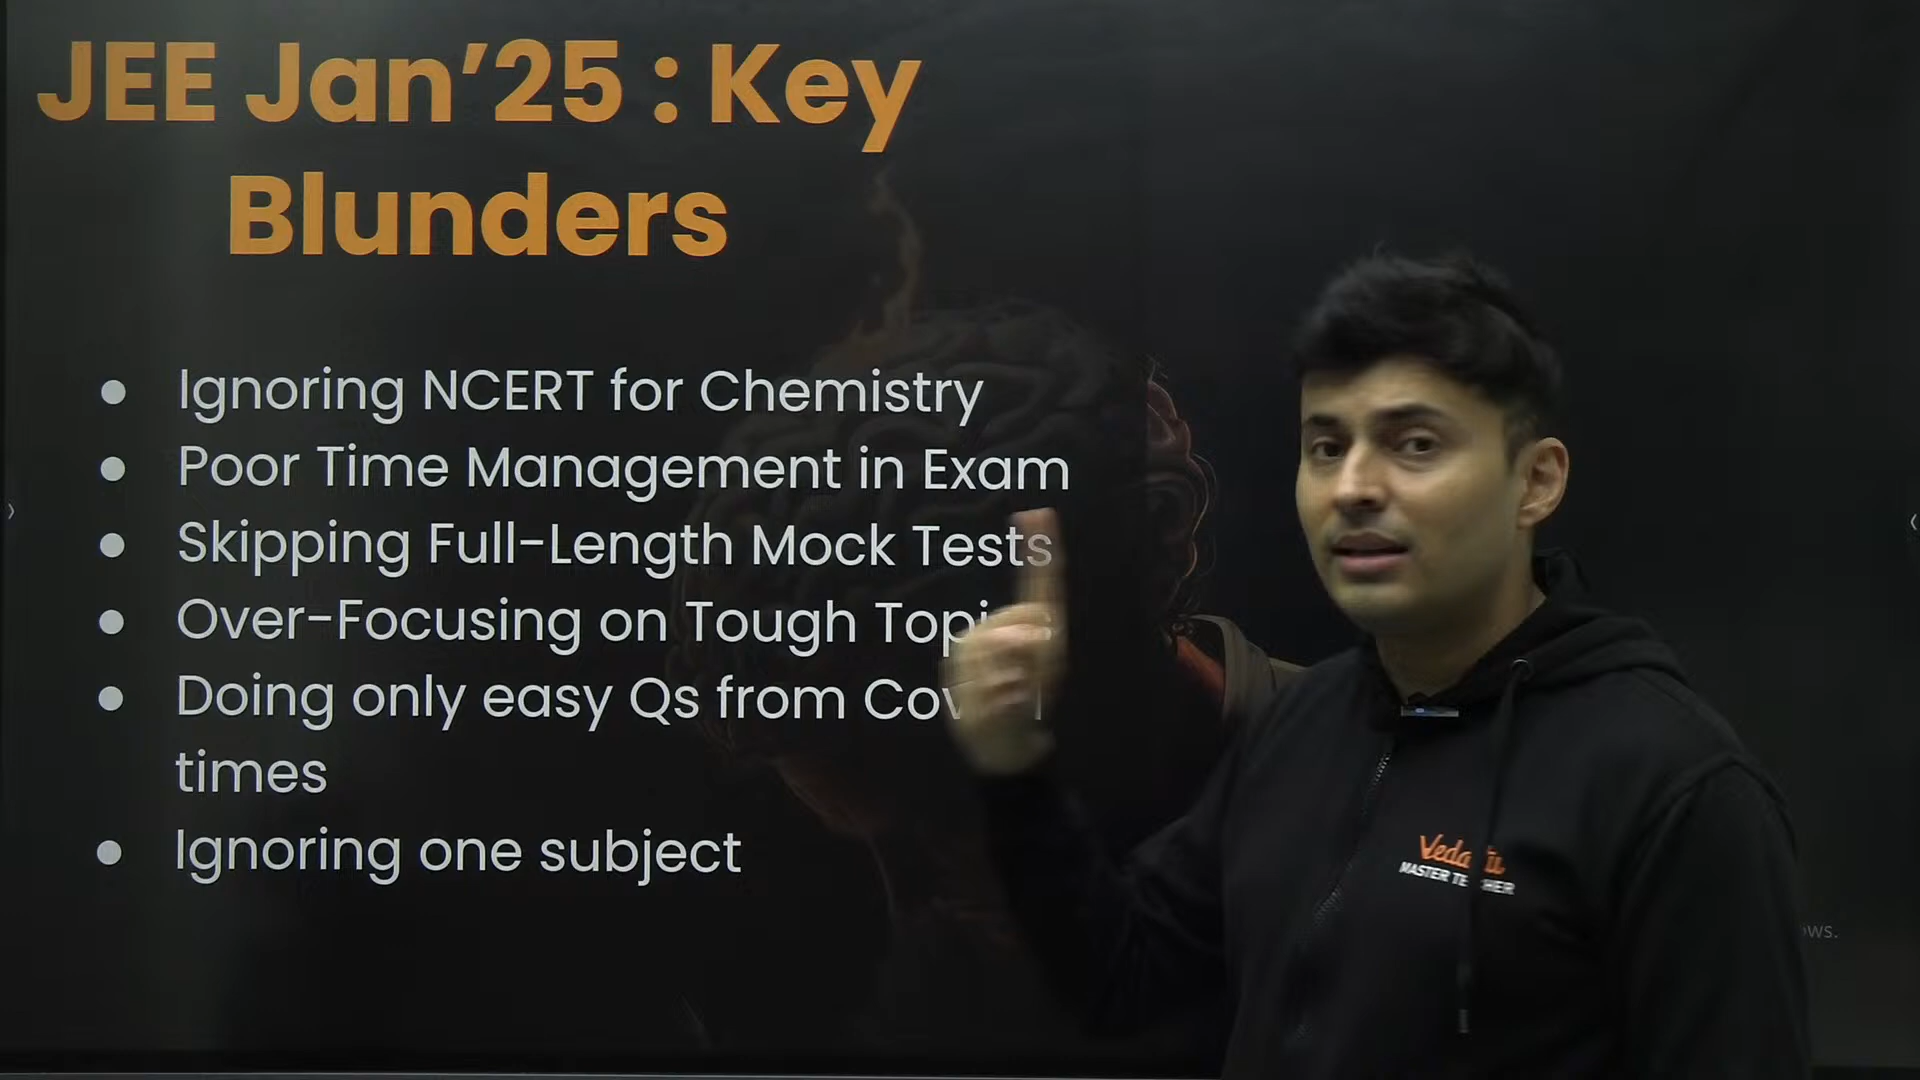 JEE Jan’25 : Key
Blunders
● Ignoring NCERT for Chemistry
● Poor Time Management in Exam
● Skipping Full-Length Mock Tests
● Over-Focusing on Tough
● Doing only easy Qs from
times
● Ignoring one subject
MASTER